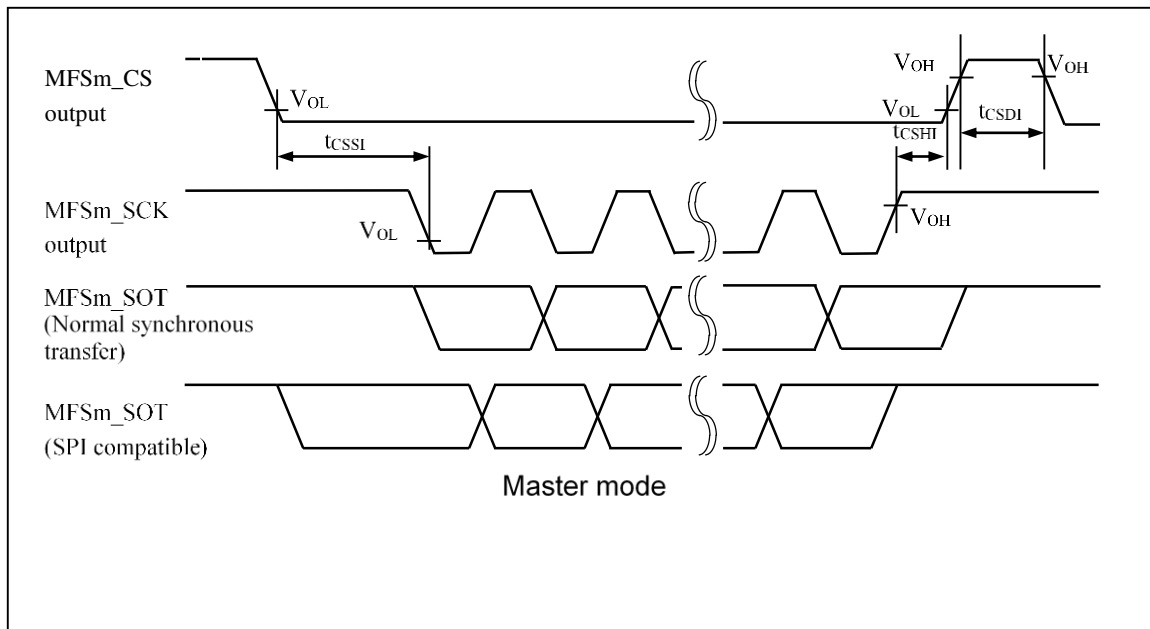 MFSm_CS
output
VOL
VOH
VOH
VOL
tCSSI
tCSHI
tCSDI
MFSm_SCK
output
VOL
VOH
MFSm_SOT
(Normal synchronous
transfer)
MFSm_SOT
(SPI compatible)
Master mode